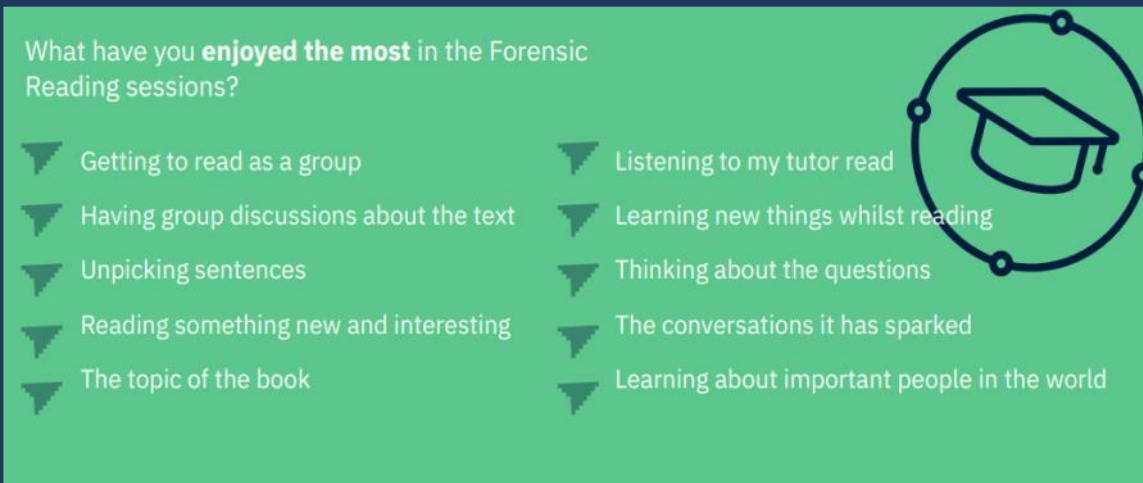 What have you enjoyed the most in the Forensic
Reading sessions?
Getting to read as a group
Having group discussions about the text
Unpicking sentences
Reading something new and interesting
The topic of the book
Listening to my tutor read
Learning new things whilst reading
Thinking about the questions
The conversations it has sparked
Learning about important people in the world